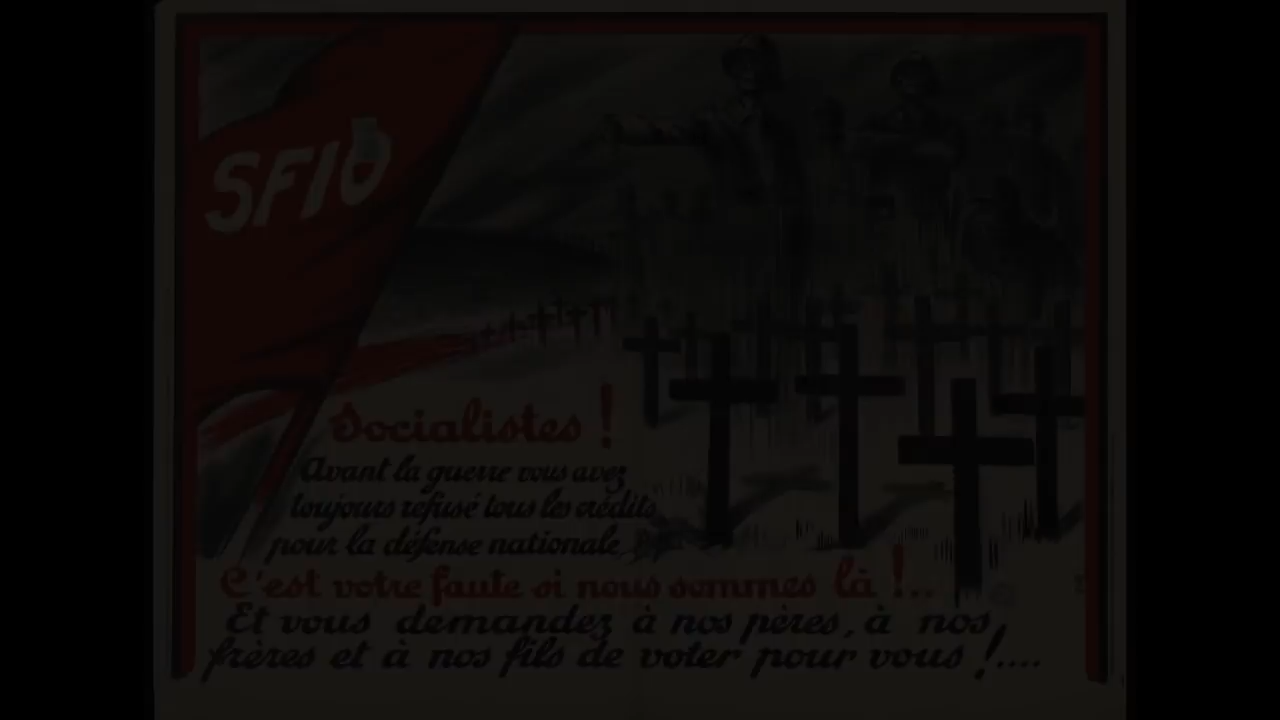 SFIO
Socialistes !
Avant la guerre vous avez
toujours refusé tous les crédits
pour la défense nationale
C'est votre faute si nous sommes là !..
Et vous demandez à nos pères, à nos
frères et à nos fils de voter pour vous !....